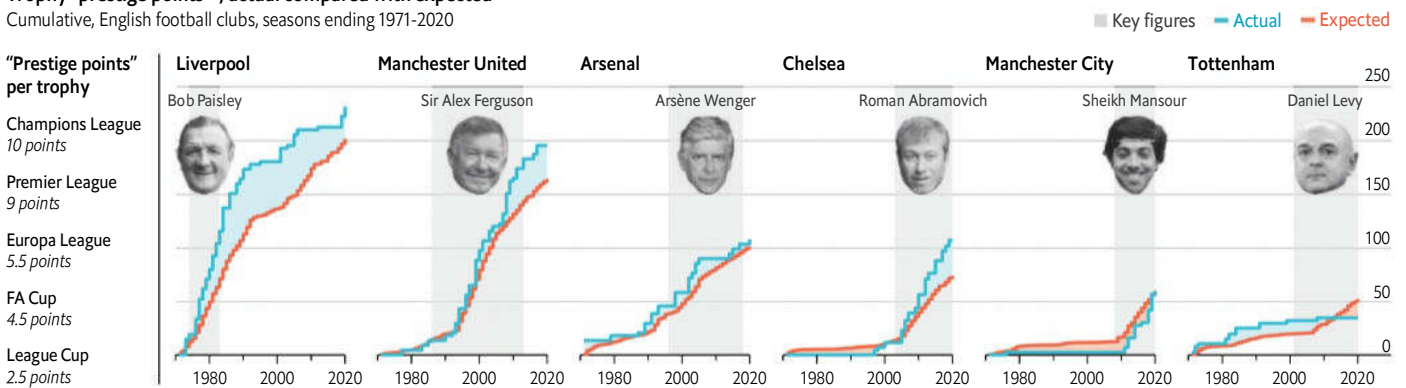 Cumulative, English football clubs, seasons ending 1971-2020
Key figures Actual Expected
"Prestige points"
per trophy
Champions League
10 points
Premier League
9 points
Europa League
5.5 points
FA Cup
4.5 points
League Cup
2.5 points
Liverpool
Bob Paisley
1980 2000 2020
Manchester United
Sir Alex Ferguson
1980 2000 2020
Arsenal
Arsène Wenger
1980 2000 2020
Chelsea
Roman Abramovich
1980 2000 2020
Manchester City
Sheikh Mansour
1980 2000 2020
Tottenham
Daniel Levy
1980 2000 2020
250
200
150
100
50
0